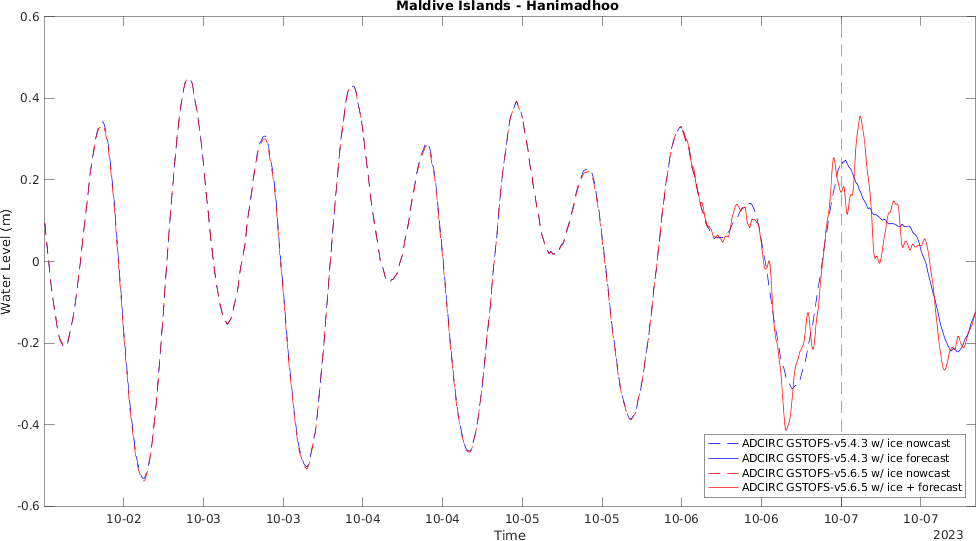 Maldive Islands - Hanimadhoo
Water Level (m)
0.6
0.4
0.2
0
-0.2
-0.4
-0.6
10-02 10-03 10-03 10-04 10-04 10-05 10-05 10-06 10-06 10-07 10-07
Time
2023
ADCIRC GSTOFS-v5.4.3 w/ ice nowcast
ADCIRC GSTOFS-v5.4.3 w/ ice forecast
ADCIRC GSTOFS-v5.6.5 w/ ice nowcast
ADCIRC GSTOFS-v5.6.5 w/ ice + forecast